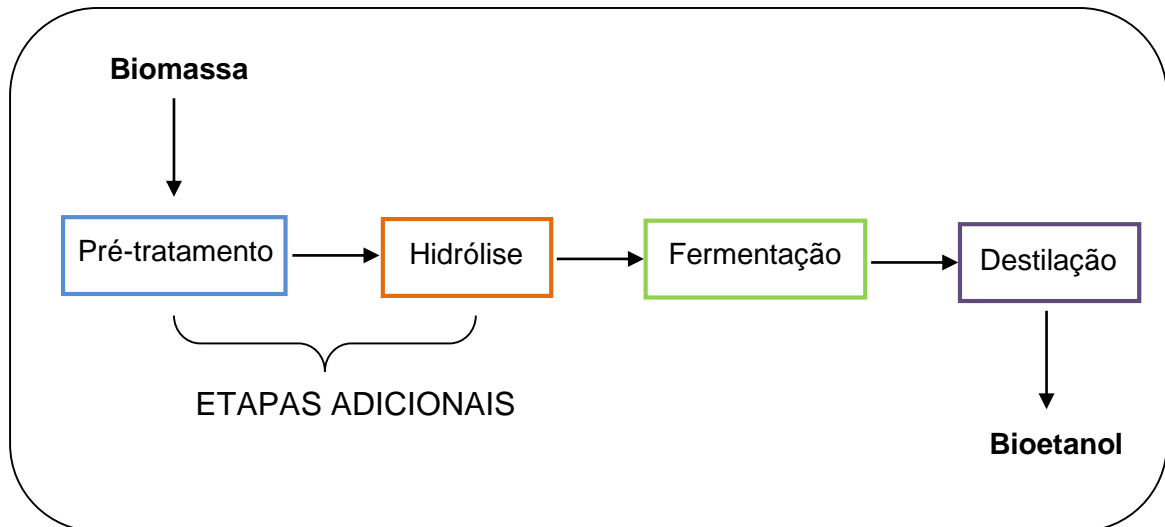 Biomassa
Pré-tratamento
Hidrólise
Fermentação
Destilação
ETAPAS ADICIONAIS
Bioetanol